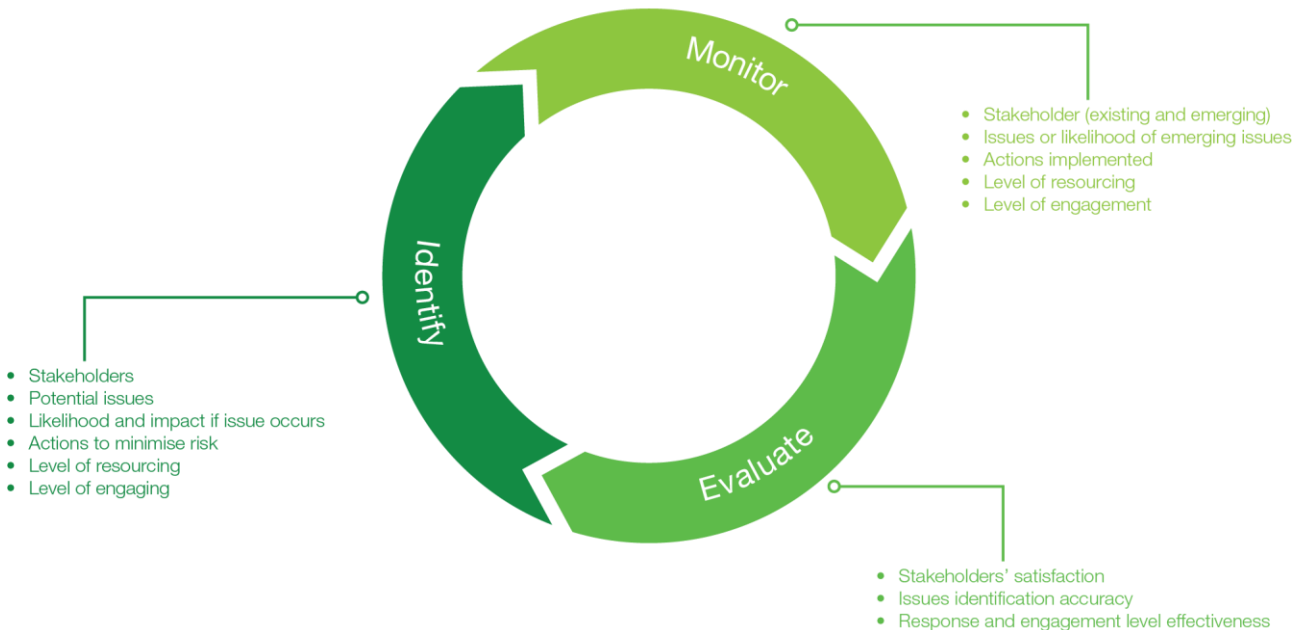 Monitor
• Stakeholder (existing and emerging)
• Issues or likelihood of emerging issues
• Actions implemented
• Level of resourcing
• Level of engagement
Identify
• Stakeholders
• Potential issues
• Likelihood and impact if issue occurs
• Actions to minimise risk
• Level of resourcing
• Level of engaging
Evaluate
• Stakeholders’ satisfaction
• Issues identification accuracy
• Response and engagement level effectiveness